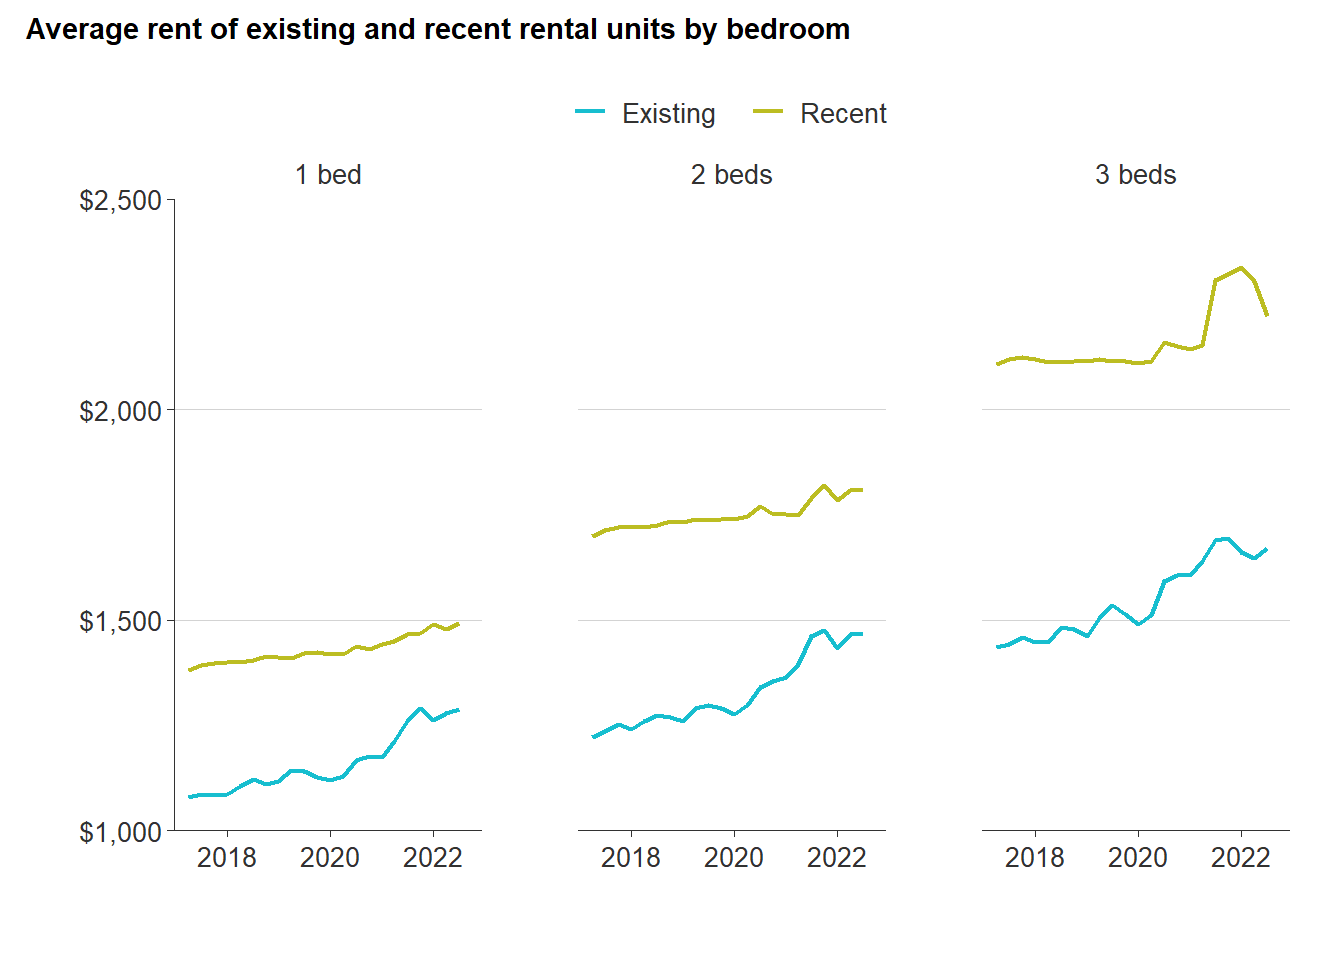 Average rent of existing and recent rental units by bedroom
Existing Recent
1 bed 2 beds 3 beds
$2,500
$2,000
$1,500
$1,000
2018 2020 2022 2018 2020 2022 2018 2020 2022